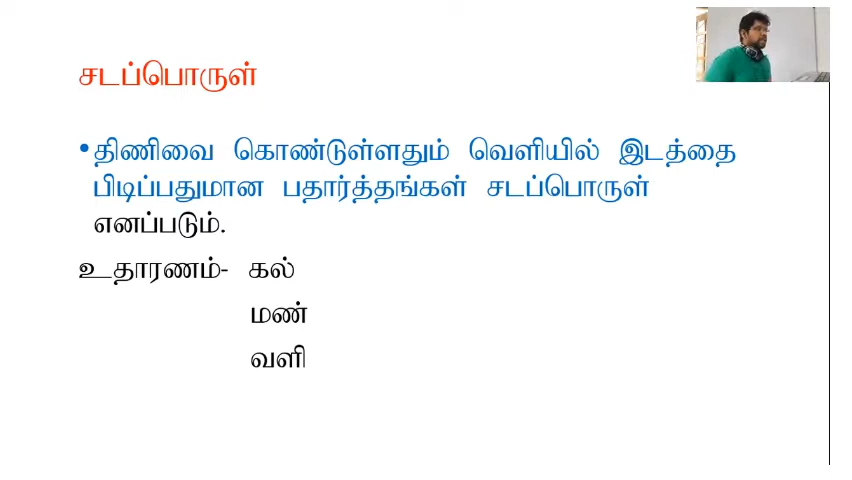 சடப்பொருள்
•திணிவை கொண்டுள்ளதும் வெளியில் இடத்தை
பிடிப்பதுமான பதார்த்தங்கள் சடப்பொருள்
எனப்படும்.
உதாரணம்- கல்
மண்
வளி